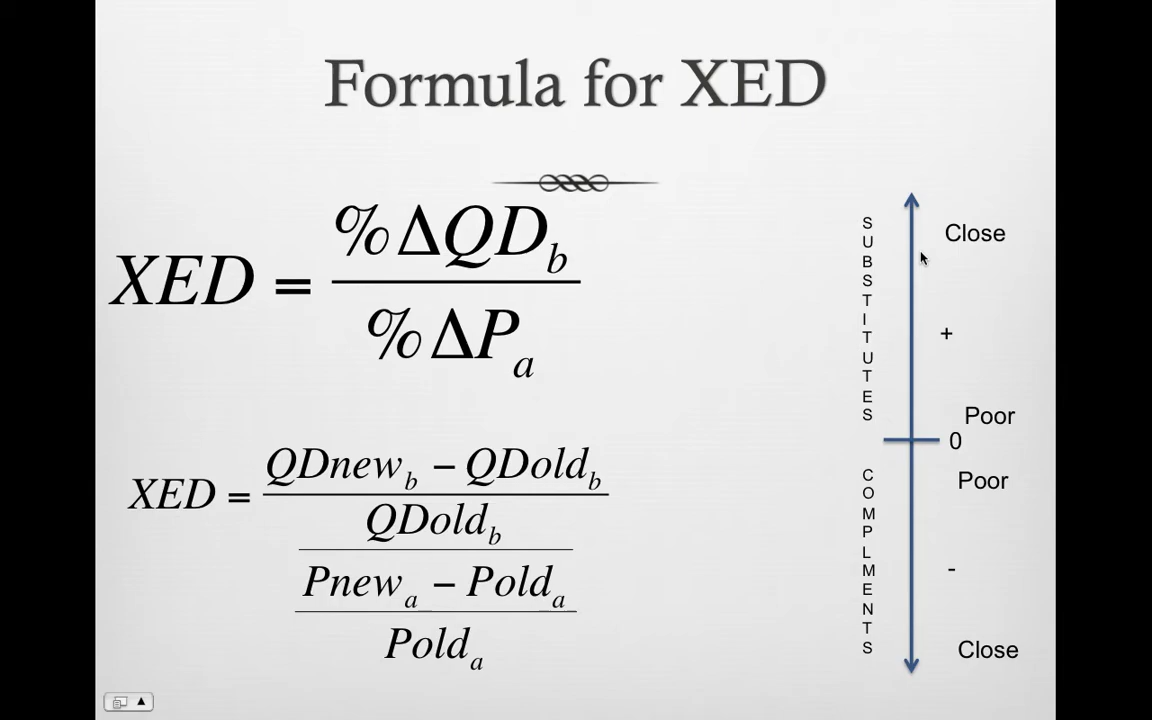 Formula for XED
XED = %ΔQD_b / %ΔP_a
XED = ((QDnew_b − QDold_b) / QDold_b) / ((Pnew_a − Pold_a) / Pold_a)
SUBSTITUTES
Close
+
Poor
0
COMPLMENTS
Poor
-
Close